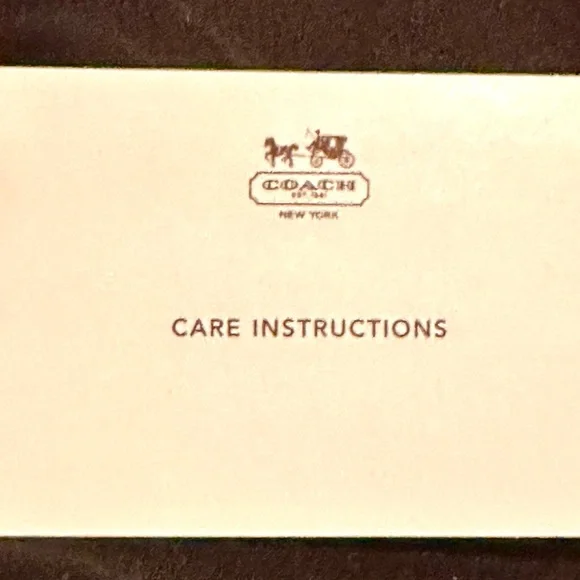 COACH
EST. 1941
NEW YORK
CARE INSTRUCTIONS